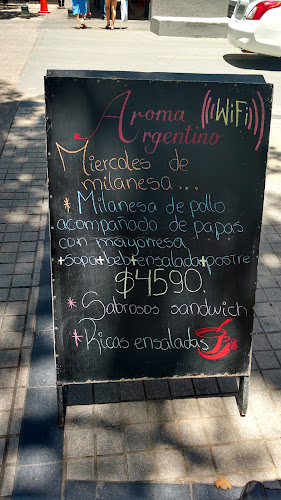 Aroma
Argentino
WiFi
Miercoles de
milanesa...
* Milanesa de pollo
acompañado de papas
con mayonesa
+sopa+beb+ensalada+postre
$4590.
* Sabrosos sandwich
* Ricas ensaladas